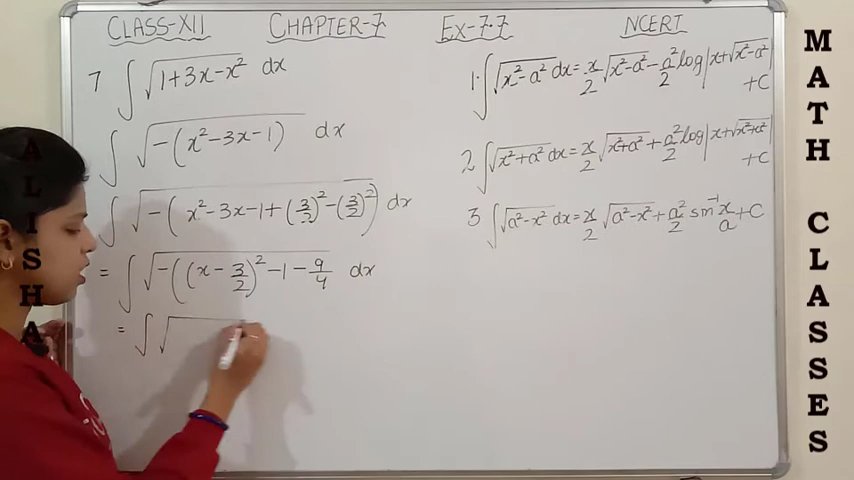 CLASS-XII CHAPTER-7 Ex-7.7 NCERT
7 ∫ √(1+3x-x²) dx
∫ √(-(x²-3x-1)) dx
∫ √(-(x²-3x-1+(3/2)²-(3/2)²)) dx
= ∫ √(-((x-3/2)²-1-9/4 dx
= ∫ √
1. ∫√(x²-a²) dx = x/2 √(x²-a²) - a²/2 log|x+√(x²-a²)|
+C
2 ∫√(x²+a²) dx = x/2 √(x²+a²) + a²/2 log|x+√(x²+a²)|
+C
3 ∫√(a²-x²) dx = x/2 √(a²-x²) + a²/2 sin⁻¹ x/a +C
ALISHA
MATH CLASSES